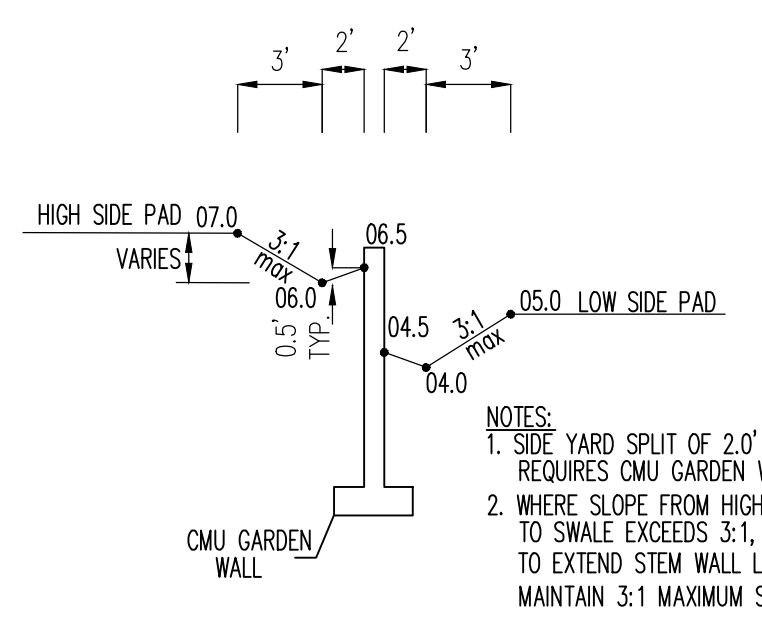 3'
2'
2'
3'
HIGH SIDE PAD 07.0
VARIES
3:1
max
06.0
0.5'
TYP.
06.5
04.5
3:1
max
04.0
05.0 LOW SIDE PAD
NOTES:
1. SIDE YARD SPLIT OF 2.0'
REQUIRES CMU GARDEN
2. WHERE SLOPE FROM HIGH
TO SWALE EXCEEDS 3:1,
TO EXTEND STEM WALL
MAINTAIN 3:1 MAXIMUM
CMU GARDEN
WALL